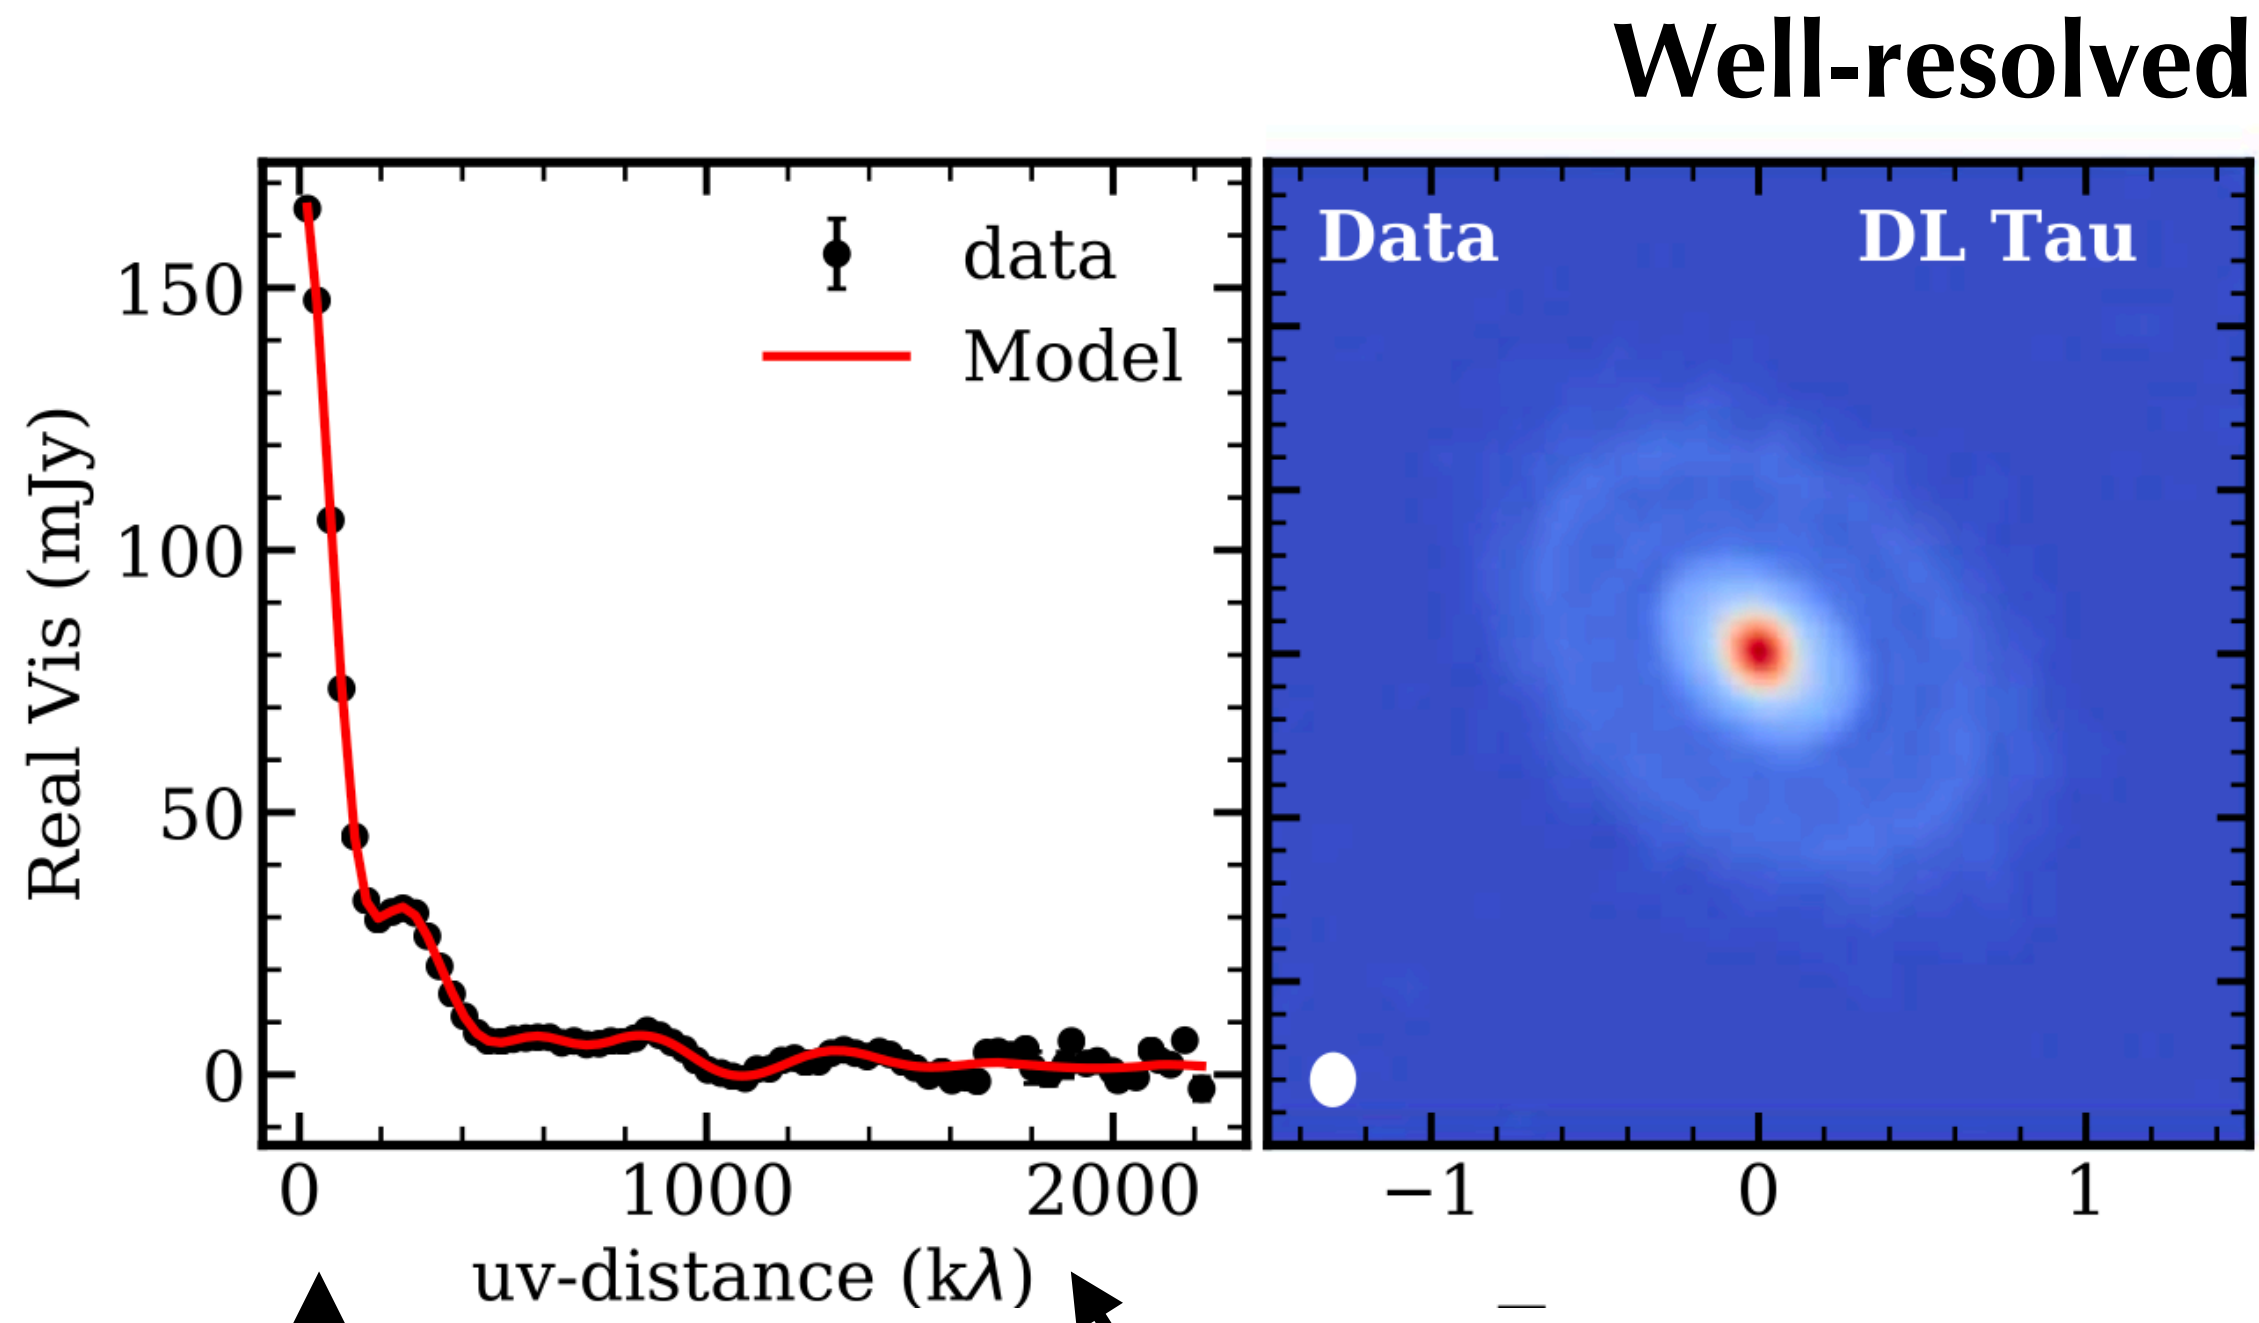 Well-resolved
data
Model
Data DL Tau
150
100
50
0
Real Vis (mJy)
0 1000 2000
−1 0 1
uv-distance (kλ)